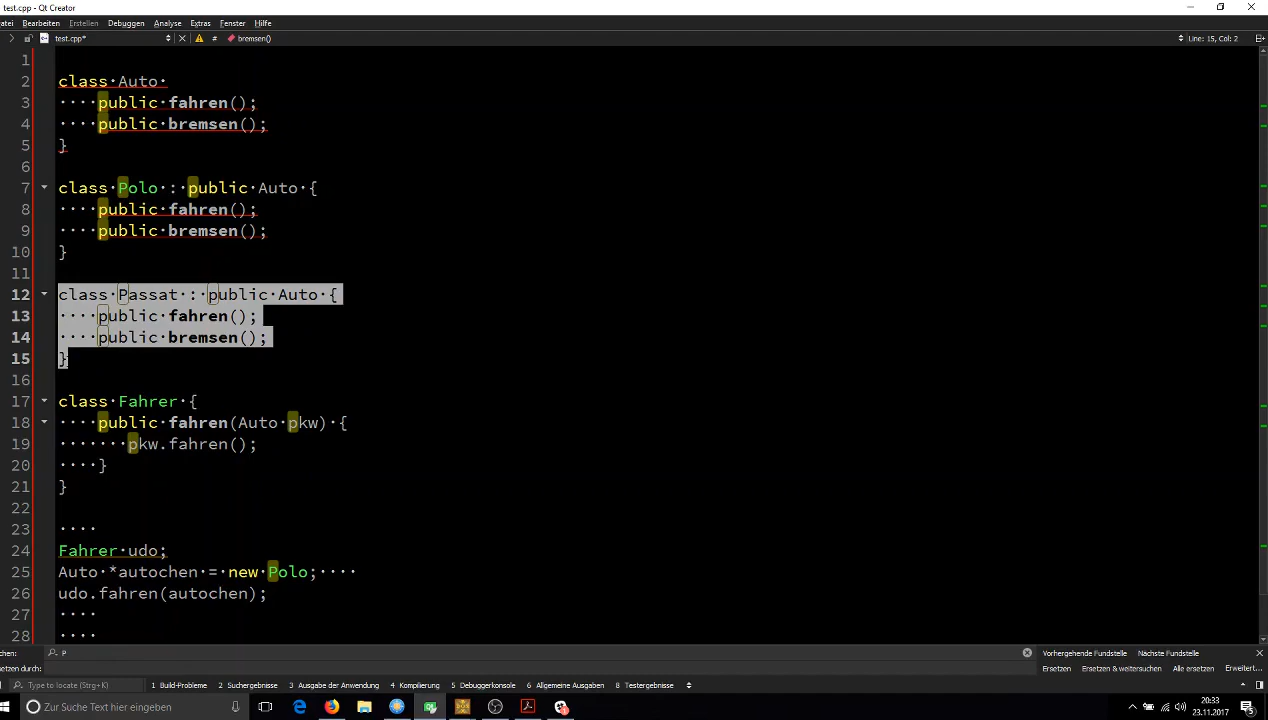 test.cpp - Qt Creator
atei Bearbeiten Erstellen Debuggen Analyse Extras Fenster Hilfe
test.cpp* # bremsen() Line: 15, Col: 2
1
2 class Auto
3 public fahren();
4 public bremsen();
5 }
6
7 class Polo : public Auto {
8 public fahren();
9 public bremsen();
10 }
11
12 class Passat : public Auto {
13 public fahren();
14 public bremsen();
15 }
16
17 class Fahrer {
18 public fahren(Auto pkw) {
19 pkw.fahren();
20 }
21 }
22
23
24 Fahrer udo;
25 Auto *autochen = new Polo;
26 udo.fahren(autochen);
27
28
chen: P Vorhergehende Fundstelle Nächste Fundstelle
setzen durch: Ersetzen Ersetzen & weitersuchen Alle ersetzen Erweitert...
Type to locate (Strg+K) 1 Build-Probleme 2 Suchergebnisse 3 Ausgabe der Anwendung 4 Kompilierung 5 Debuggerkonsole 6 Allgemeine Ausgaben 8 Testergebnisse
Zur Suche Text hier eingeben 20:33
23.11.2017 5